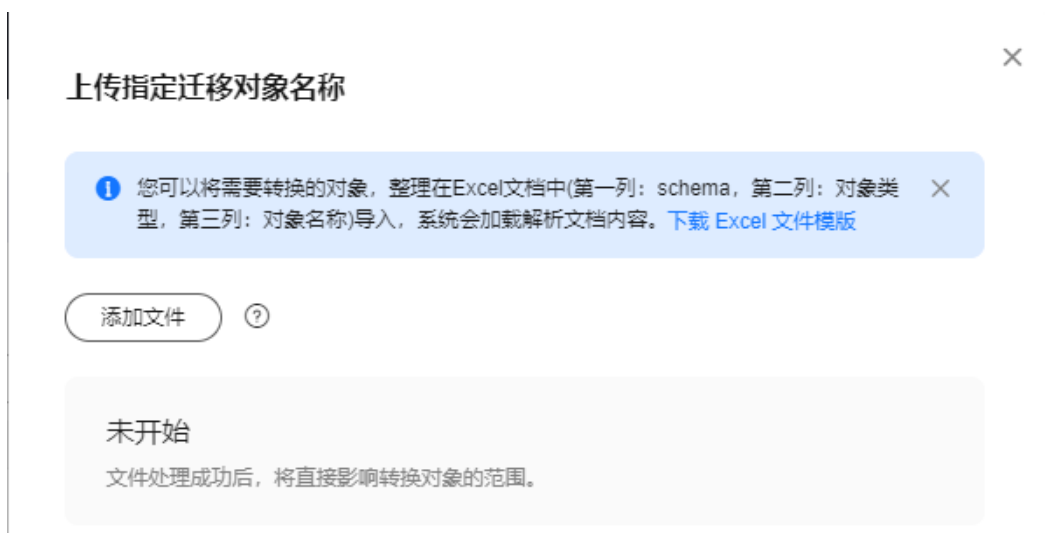 上传指定迁移对象名称
您可以将需要转换的对象，整理在Excel文档中(第一列：schema，第二列：对象类
型，第三列：对象名称)导入，系统会加载解析文档内容。下载 Excel 文件模版
添加文件
未开始
文件处理成功后，将直接影响转换对象的范围。